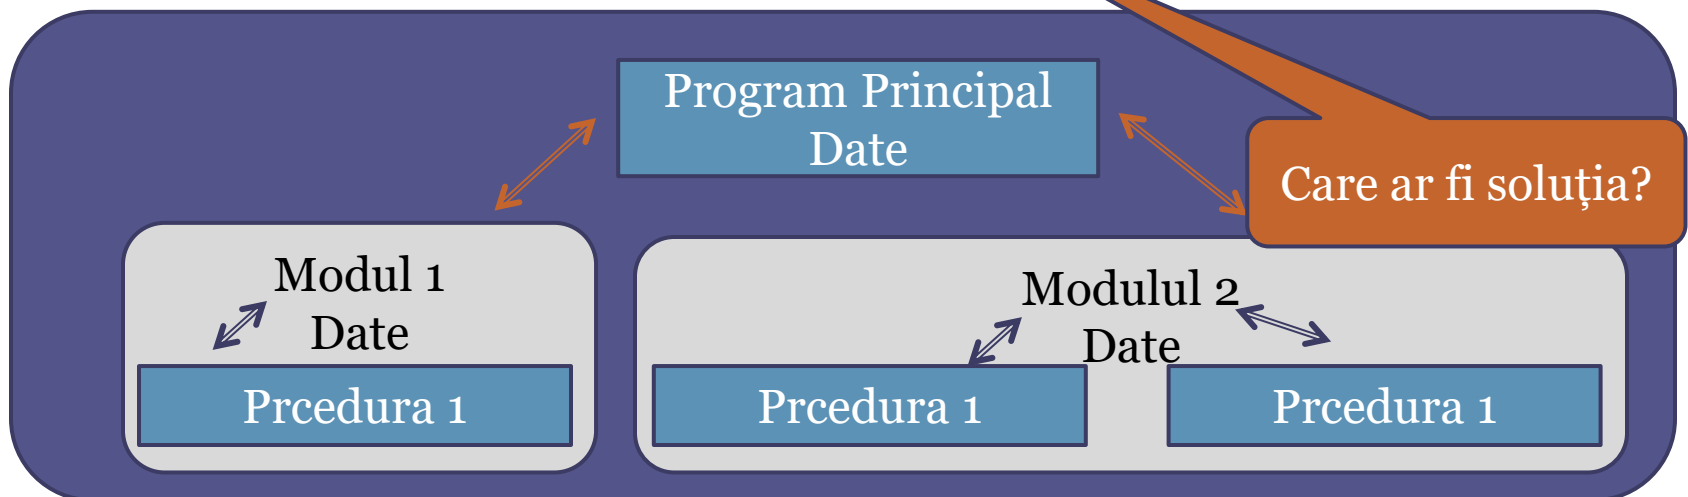 Program Principal
Date
Care ar fi soluția?
Modul 1
Date
Prcedura 1
Modulul 2
Date
Prcedura 1
Prcedura 1